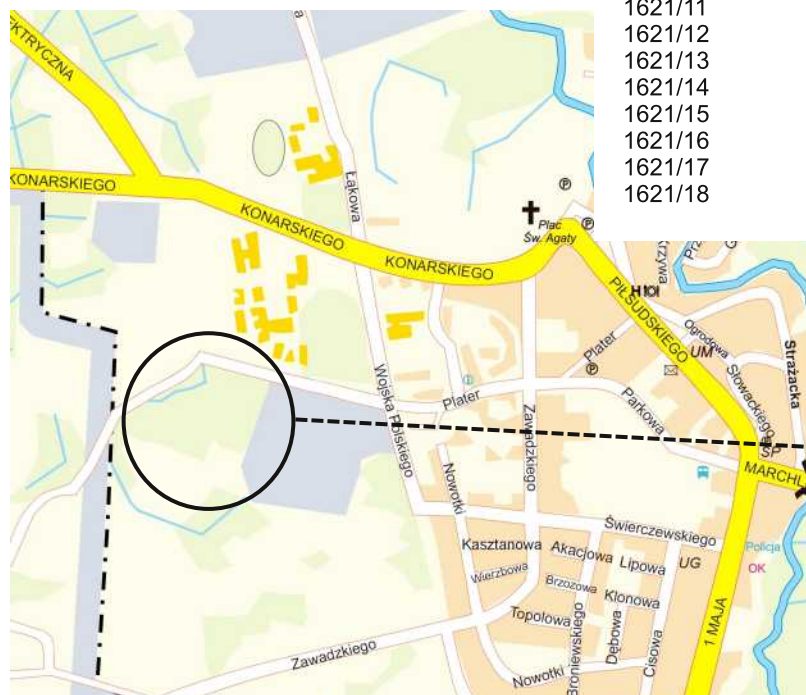 1621/11
1621/12
1621/13
1621/14
1621/15
1621/16
1621/17
1621/18
KONARSKIEGO
KONARSKIEGO
KONARSKIEGO
Łąkowa
Plac
Św. Agaty
P
P
H
PIŁSUDSKIEGO
Ogrodowa
UM
Strażacka
Plater
P
Słowackiego
Plater
Parkowa
Wojska Polskiego
Zawadzkiego
SP
Nowotki
Świerczewskiego
Kasztanowa
Akacjowa
Lipowa
UG
Policja
OK
Wierzbowa
Brzozowa
Klonowa
Topolowa
Broniewskiego
Dębowa
Cisowa
1 MAJA
Zawadzkiego
Nowotki